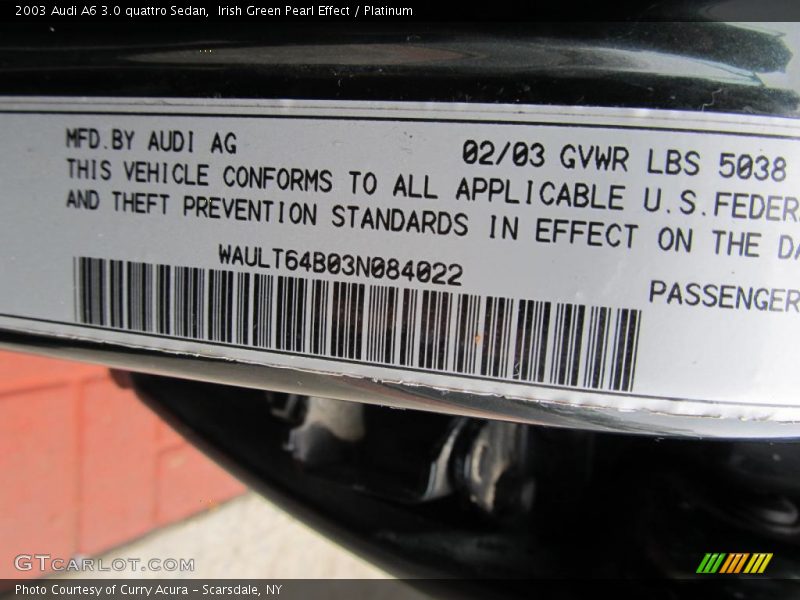 2003 Audi A6 3.0 quattro Sedan,  Irish Green Pearl Effect / Platinum
MFD.BY AUDI AG 02/03 GVWR LBS 5038
THIS VEHICLE CONFORMS TO ALL APPLICABLE U.S.FEDER
AND THEFT PREVENTION STANDARDS IN EFFECT ON THE DA
WAULT64B03N084022
PASSENGER
GTCARLOT.COM
Photo Courtesy of Curry Acura - Scarsdale, NY